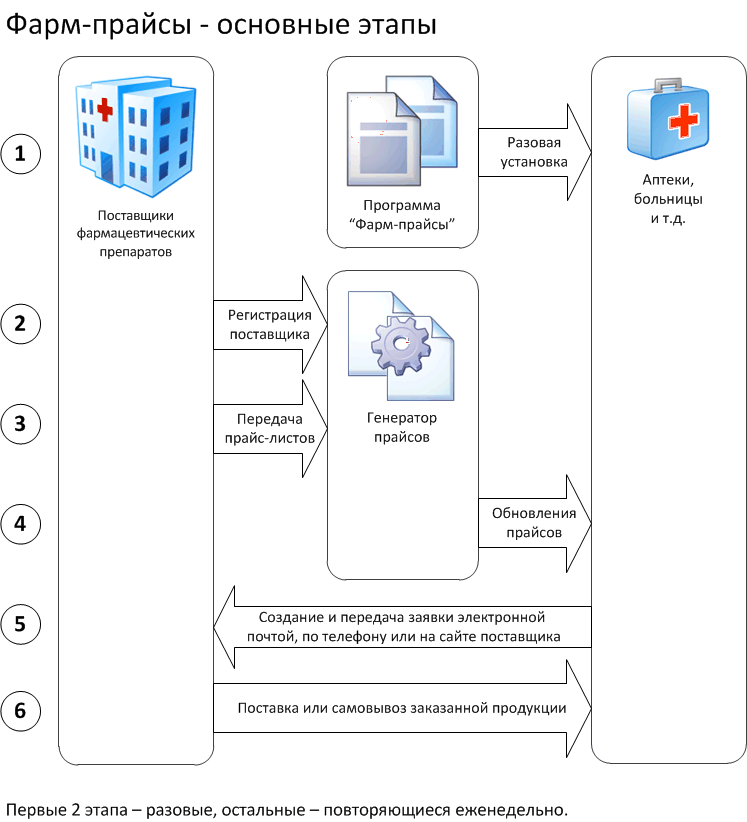 Фарм-прайсы - основные этапы
1
Поставщики
фармацевтических
препаратов
Программа
“Фарм-прайсы”
Разовая
установка
Аптеки,
больницы
и т.д.
2
Регистрация
поставщика
3
Передача
прайс-листов
Генератор
прайсов
4
Обновления
прайсов
5
Создание и передача заявки электронной
почтой, по телефону или на сайте поставщика
6
Поставка или самовывоз заказанной продукции
Первые 2 этапа – разовые, остальные – повторяющиеся еженедельно.